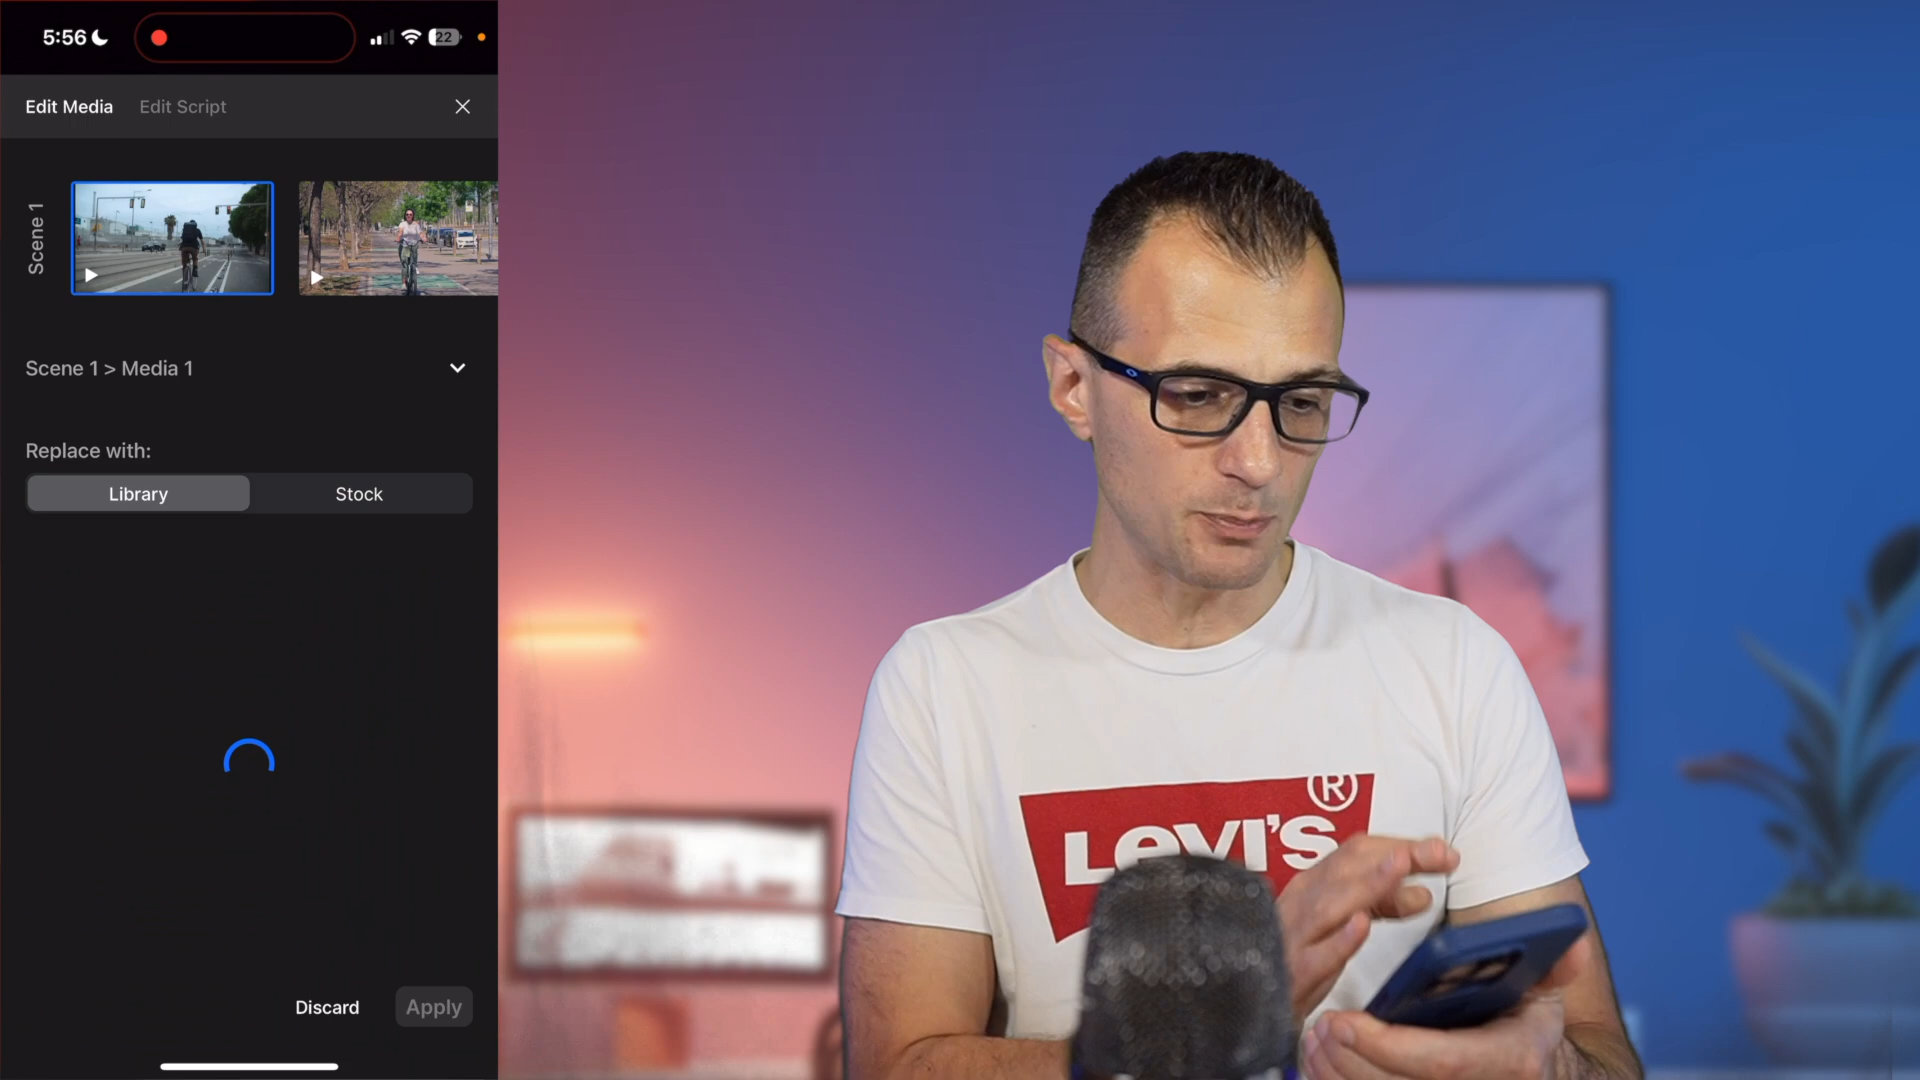 5:56
22
Edit Media
Edit Script
Scene 1
Scene 1 > Media 1
Replace with:
Library
Stock
Discard
Apply
LEVI'S
®